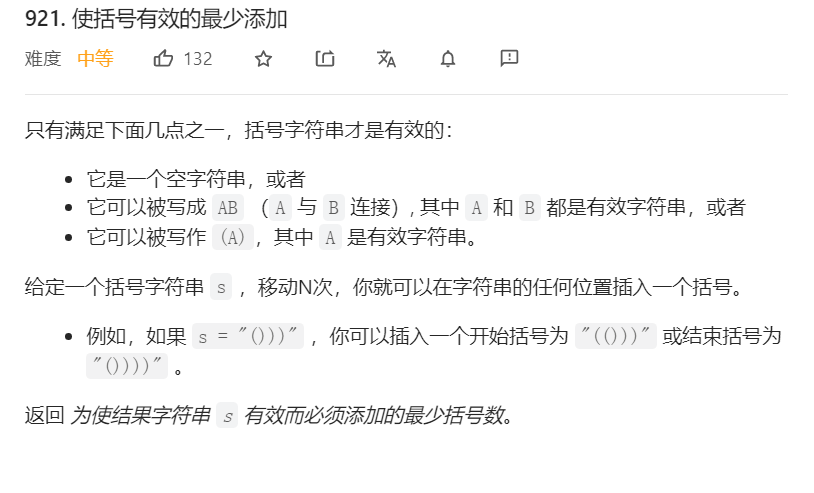 921. 使括号有效的最少添加
难度 中等 132
只有满足下面几点之一，括号字符串才是有效的：
它是一个空字符串，或者
它可以被写成 AB （A 与 B 连接）, 其中 A 和 B 都是有效字符串，或者
它可以被写作 (A)，其中 A 是有效字符串。
给定一个括号字符串 s ，移动N次，你就可以在字符串的任何位置插入一个括号。
例如，如果 s = "()))" ，你可以插入一个开始括号为 "(()))" 或结束括号为
"())))" 。
返回 为使结果字符串 s 有效而必须添加的最少括号数。